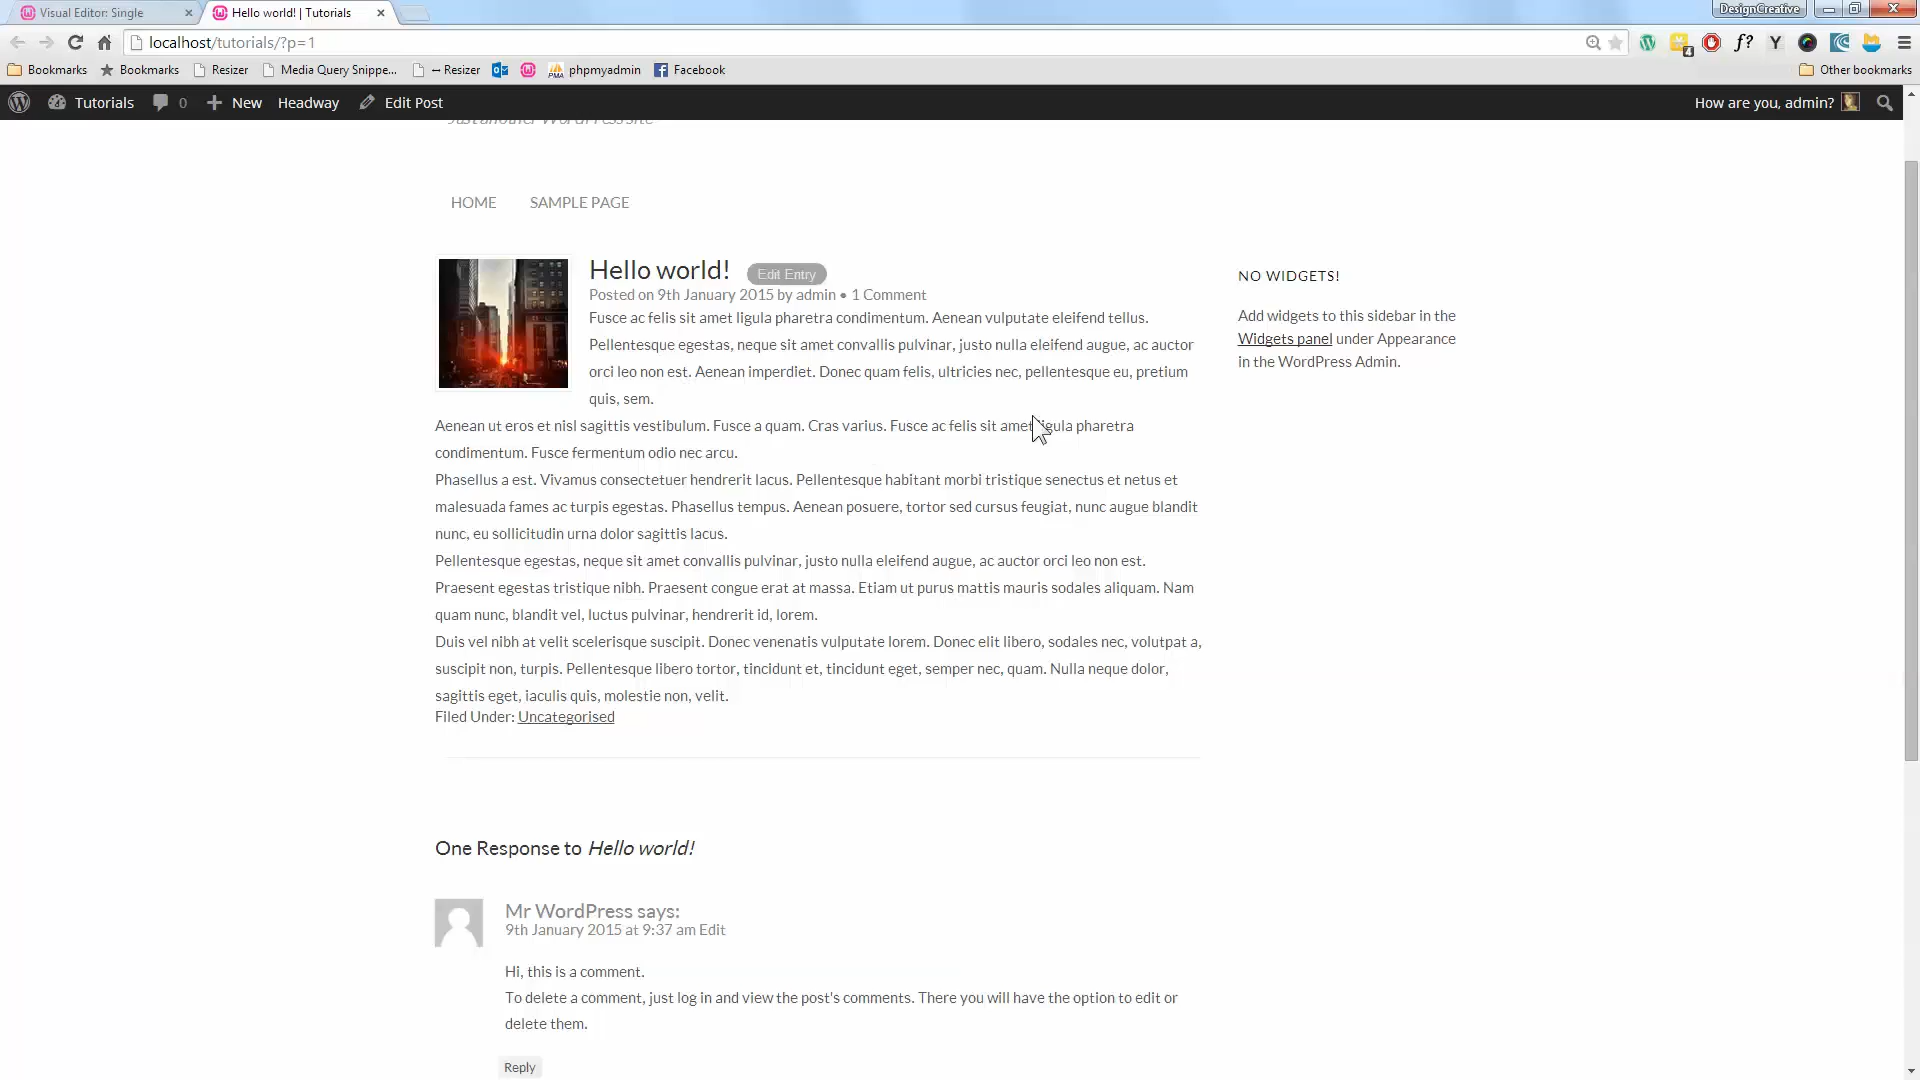 Visual Editor: Single
Hello world! | Tutorials
DesignCreative
localhost/tutorials/?p=1
4
f?
Y
Bookmarks
Bookmarks
Resizer
Media Query Snippe...
↔ Resizer
PMA
phpmyadmin
Facebook
Other bookmarks
Tutorials
0
New
Headway
Edit Post
How are you, admin?
Just another WordPress site
HOME
SAMPLE PAGE
Hello world!
Edit Entry
Posted on 9th January 2015 by admin • 1 Comment
Fusce ac felis sit amet ligula pharetra condimentum. Aenean vulputate eleifend tellus.
Pellentesque egestas, neque sit amet convallis pulvinar, justo nulla eleifend augue, ac auctor
orci leo non est. Aenean imperdiet. Donec quam felis, ultricies nec, pellentesque eu, pretium
quis, sem.
Aenean ut eros et nisl sagittis vestibulum. Fusce a quam. Cras varius. Fusce ac felis sit amet ligula pharetra
condimentum. Fusce fermentum odio nec arcu.
Phasellus a est. Vivamus consectetuer hendrerit lacus. Pellentesque habitant morbi tristique senectus et netus et
malesuada fames ac turpis egestas. Phasellus tempus. Aenean posuere, tortor sed cursus feugiat, nunc augue blandit
nunc, eu sollicitudin urna dolor sagittis lacus.
Pellentesque egestas, neque sit amet convallis pulvinar, justo nulla eleifend augue, ac auctor orci leo non est.
Praesent egestas tristique nibh. Praesent congue erat at massa. Etiam ut purus mattis mauris sodales aliquam. Nam
quam nunc, blandit vel, luctus pulvinar, hendrerit id, lorem.
Duis vel nibh at velit scelerisque suscipit. Donec venenatis vulputate lorem. Donec elit libero, sodales nec, volutpat a,
suscipit non, turpis. Pellentesque libero tortor, tincidunt et, tincidunt eget, semper nec, quam. Nulla neque dolor,
sagittis eget, iaculis quis, molestie non, velit.
Filed Under: Uncategorised
NO WIDGETS!
Add widgets to this sidebar in the
Widgets panel under Appearance
in the WordPress Admin.
One Response to Hello world!
Mr WordPress says:
9th January 2015 at 9:37 am Edit
Hi, this is a comment.
To delete a comment, just log in and view the post's comments. There you will have the option to edit or
delete them.
Reply